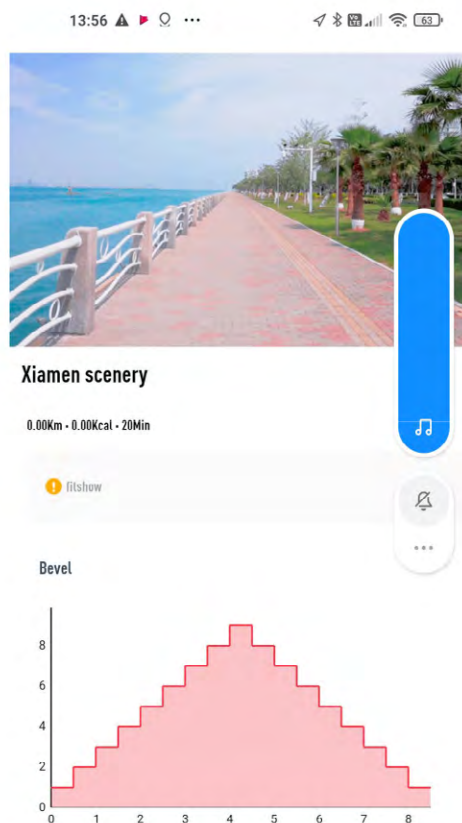 13:56
VoLTE 63
Xiamen scenery
0.00Km - 0.00Kcal - 20Min
fitshow
Bevel
8
6
4
2
0
0 1 2 3 4 5 6 7 8